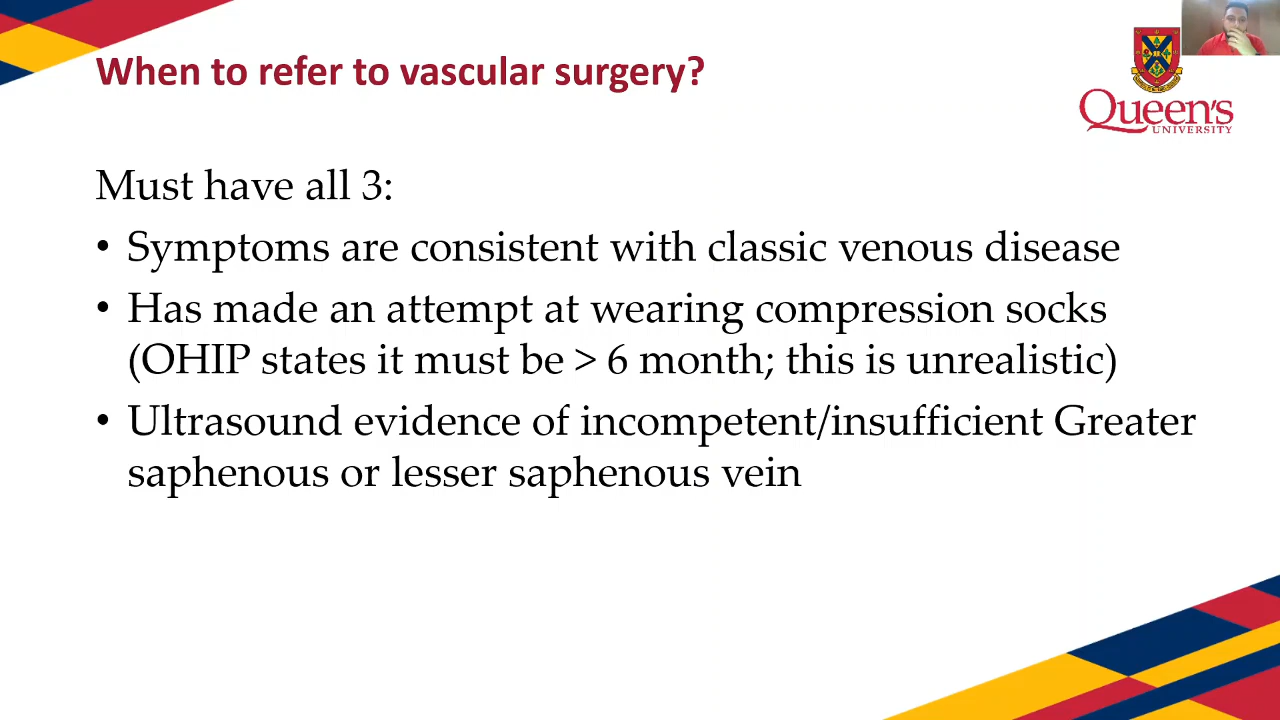 When to refer to vascular surgery?
Queen's
UNIVERSITY
Must have all 3:
• Symptoms are consistent with classic venous disease
• Has made an attempt at wearing compression socks
(OHIP states it must be > 6 month; this is unrealistic)
• Ultrasound evidence of incompetent/insufficient Greater
saphenous or lesser saphenous vein